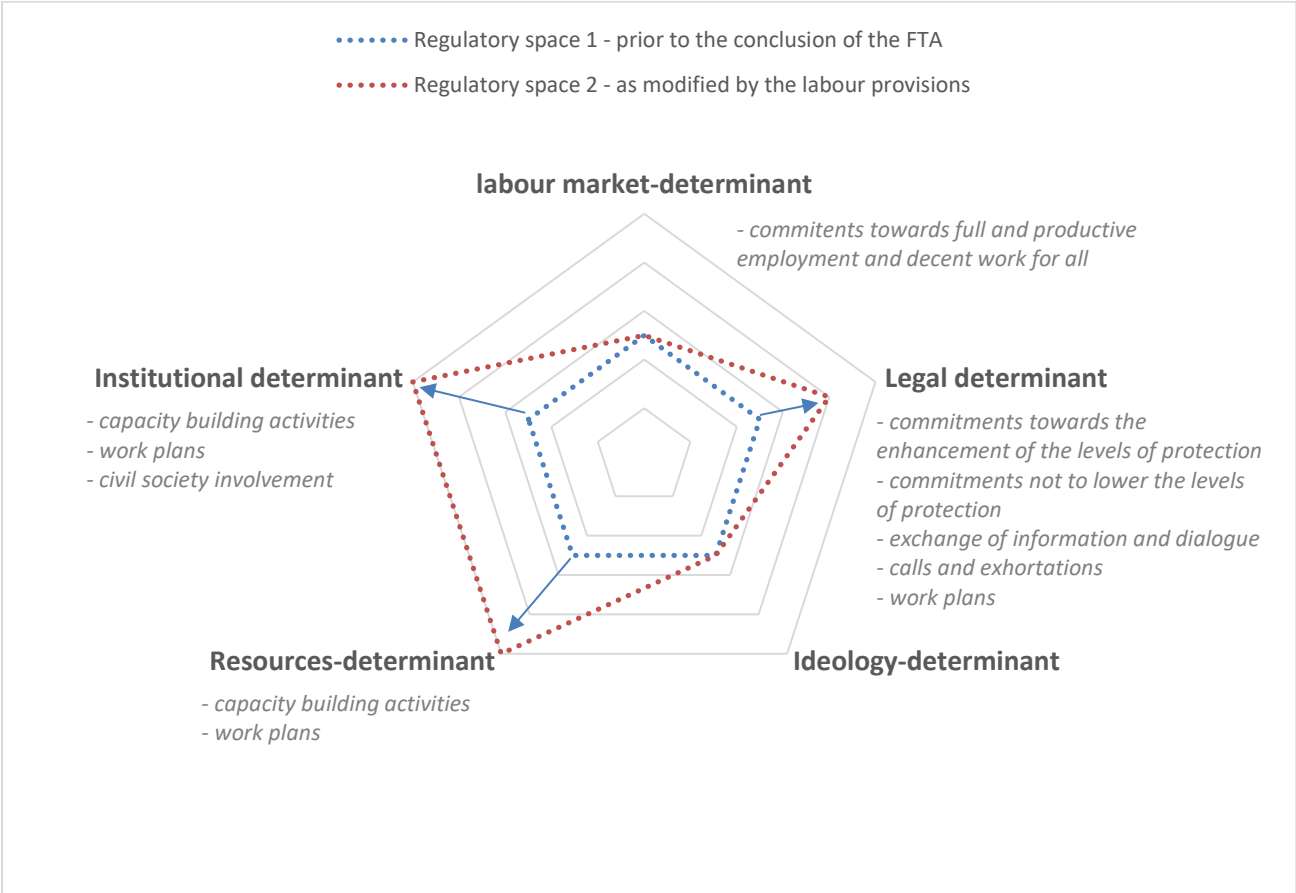 Regulatory space 1 - prior to the conclusion of the FTA
Regulatory space 2 - as modified by the labour provisions
labour market-determinant
- commitents towards full and productive
employment and decent work for all
Institutional determinant
- capacity building activities
- work plans
- civil society involvement
Legal determinant
- commitments towards the
enhancement of the levels of protection
- commitments not to lower the levels
of protection
- exchange of information and dialogue
- calls and exhortations
- work plans
Resources-determinant
- capacity building activities
- work plans
Ideology-determinant